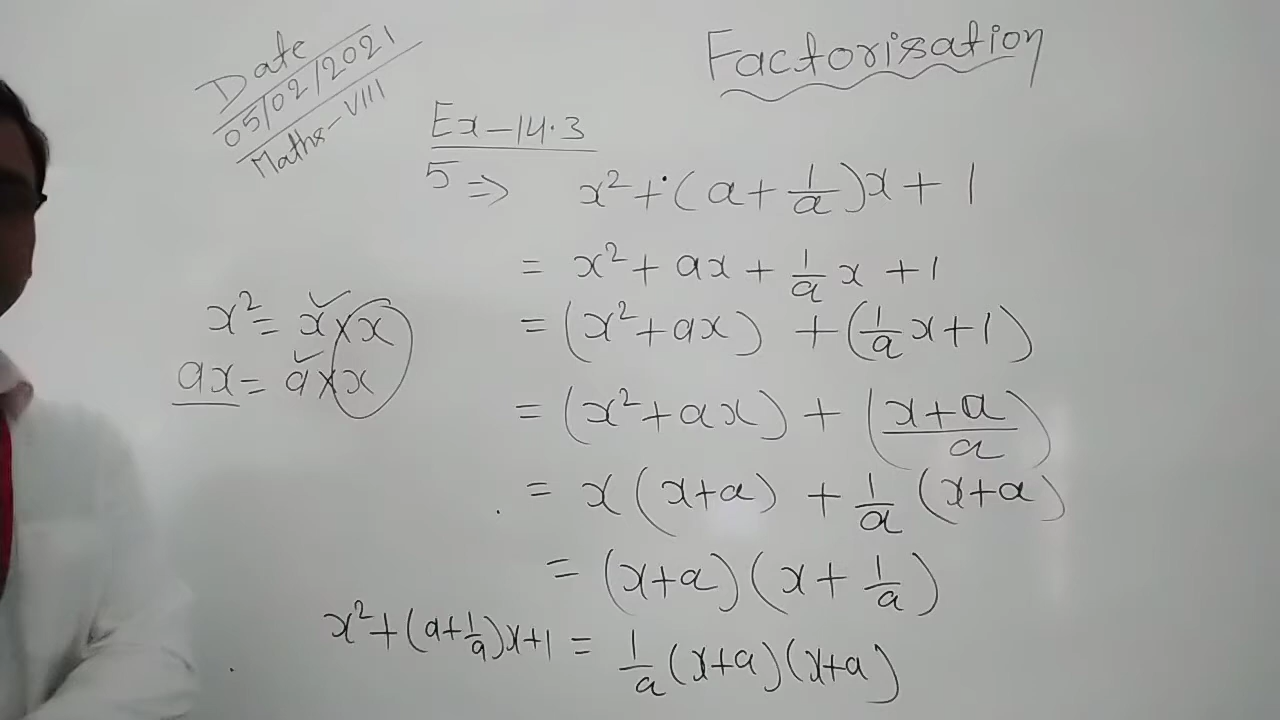 Date
05/02/2021
Maths-VIII
Factorisation
Ex-14.3
5 => x² + (a + 1/a)x + 1
= x² + ax + 1/a x + 1
= (x² + ax) + (1/a x + 1)
= (x² + ax) + (x+a/a)
= x (x+a) + 1/a (x+a)
= (x+a) (x + 1/a)
x² + (a + 1/a)x + 1 = 1/a (x+a) (x+a)
x² = x × x
ax = a × x